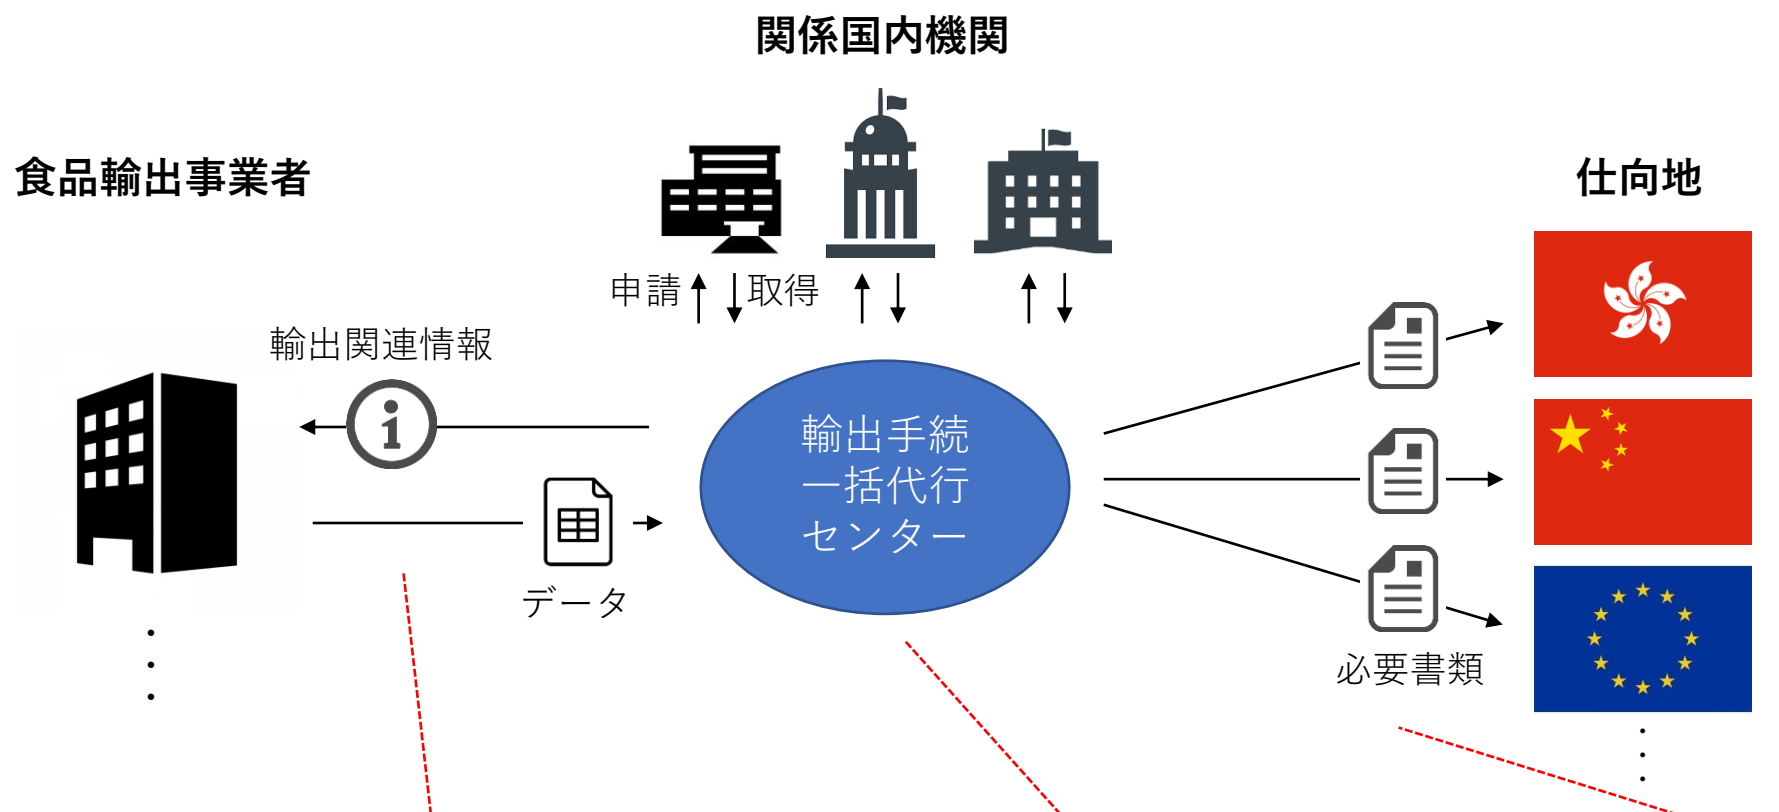 関係国内機関
食品輸出事業者
仕向地
申請
取得
輸出関連情報
輸出手続
一括代行
センター
データ
必要書類